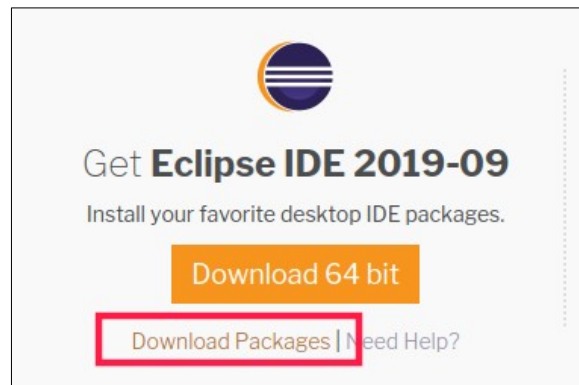 Get Eclipse IDE 2019-09
Install your favorite desktop IDE packages.
Download 64 bit
Download Packages | Need Help?